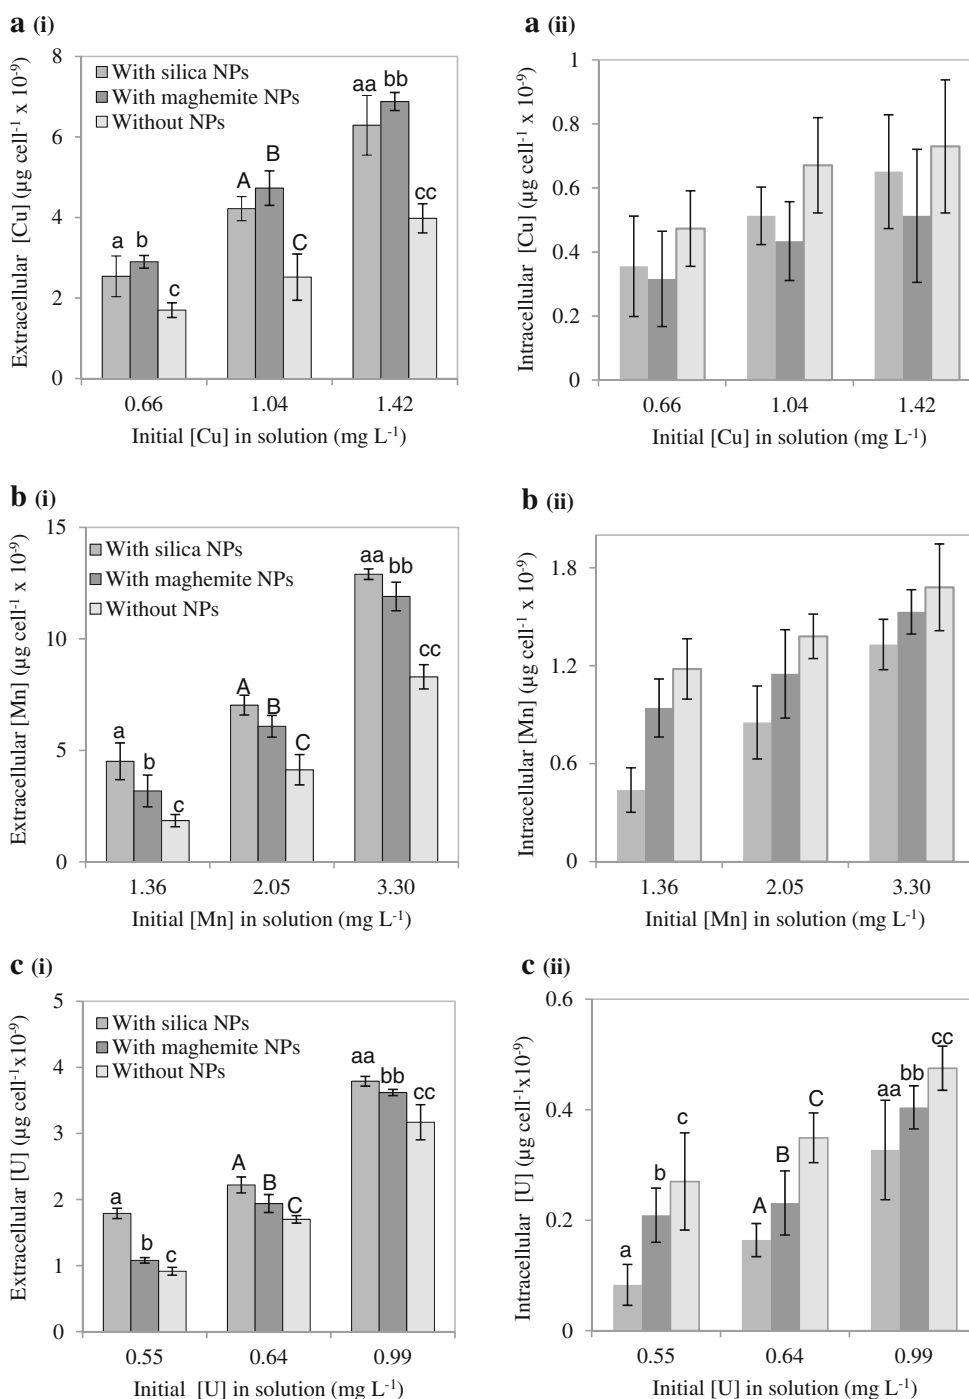 a (i)
Extracellular [Cu] (µg cell⁻¹ x 10⁻⁹)
8
6
4
2
0
With silica NPs
With maghemite NPs
Without NPs
a
b
c
A
B
C
aa
bb
cc
0.66
1.04
1.42
Initial [Cu] in solution (mg L⁻¹)
a (ii)
Intracellular [Cu] (µg cell⁻¹ x 10⁻⁹)
1
0.8
0.6
0.4
0.2
0
0.66
1.04
1.42
Initial [Cu] in solution (mg L⁻¹)
b (i)
Extracellular [Mn] (µg cell⁻¹ x 10⁻⁹)
15
10
5
0
With silica NPs
With maghemite NPs
Without NPs
a
b
c
A
B
C
aa
bb
cc
1.36
2.05
3.30
Initial [Mn] in solution (mg L⁻¹)
b (ii)
Intracellular [Mn] (µg cell⁻¹ x 10⁻⁹)
1.8
1.2
0.6
0
1.36
2.05
3.30
Initial [Mn] in solution (mg L⁻¹)
c (i)
Extracellular [U] (µg cell⁻¹x10⁻⁹)
5
4
3
2
1
0
With silica NPs
With maghemite NPs
Without NPs
a
b
c
A
B
C
aa
bb
cc
0.55
0.64
0.99
Initial [U] in solution (mg L⁻¹)
c (ii)
Intracellular [U] (µg cell⁻¹x10⁻⁹)
0.6
0.4
0.2
0
a
b
c
A
B
C
aa
bb
cc
0.55
0.64
0.99
Initial [U] in solution (mg L⁻¹)